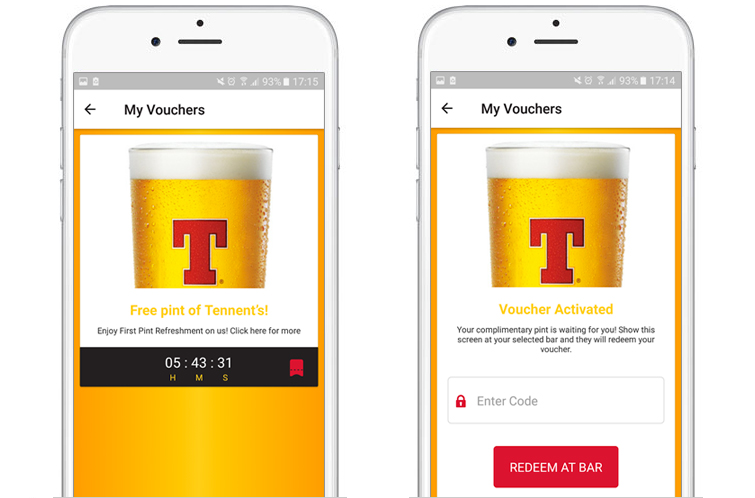 93% 17:15
My Vouchers
T
Free pint of Tennent's!
Enjoy First Pint Refreshment on us! Click here for more
05 : 43 : 31
H M S
93% 17:14
My Vouchers
T
Voucher Activated
Your complimentary pint is waiting for you! Show this
screen at your selected bar and they will redeem your
voucher.
Enter Code
REDEEM AT BAR